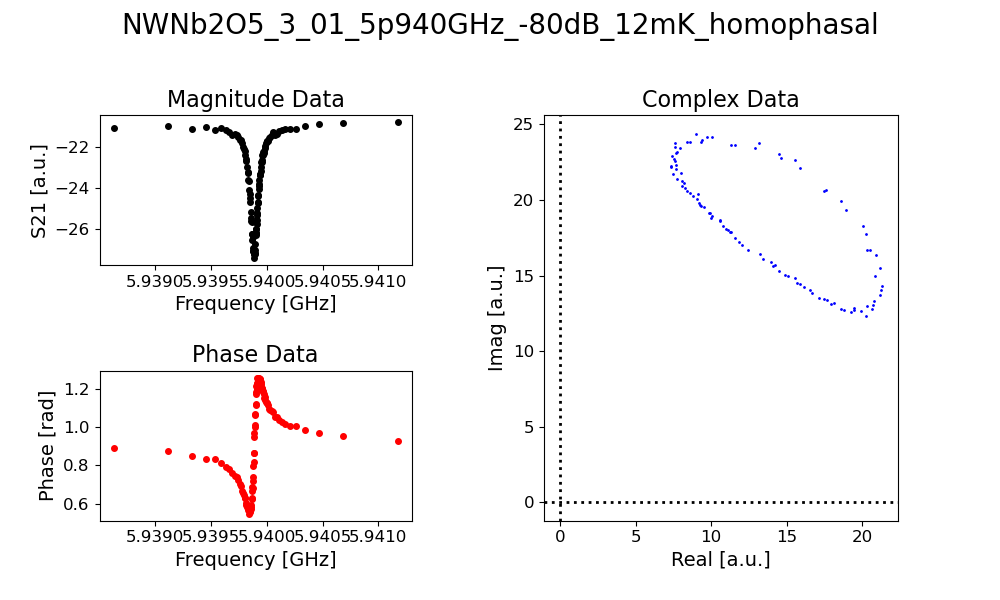 NWNb2O5_3_01_5p940GHz_-80dB_12mK_homophasal
Magnitude Data
S21 [a.u.]
−22
−24
−26
5.9390 5.9395 5.9400 5.9405 5.9410
Frequency [GHz]
Phase Data
Phase [rad]
1.2
1.0
0.8
0.6
5.9390 5.9395 5.9400 5.9405 5.9410
Frequency [GHz]
Complex Data
Imag [a.u.]
25
20
15
10
5
0
0 5 10 15 20
Real [a.u.]